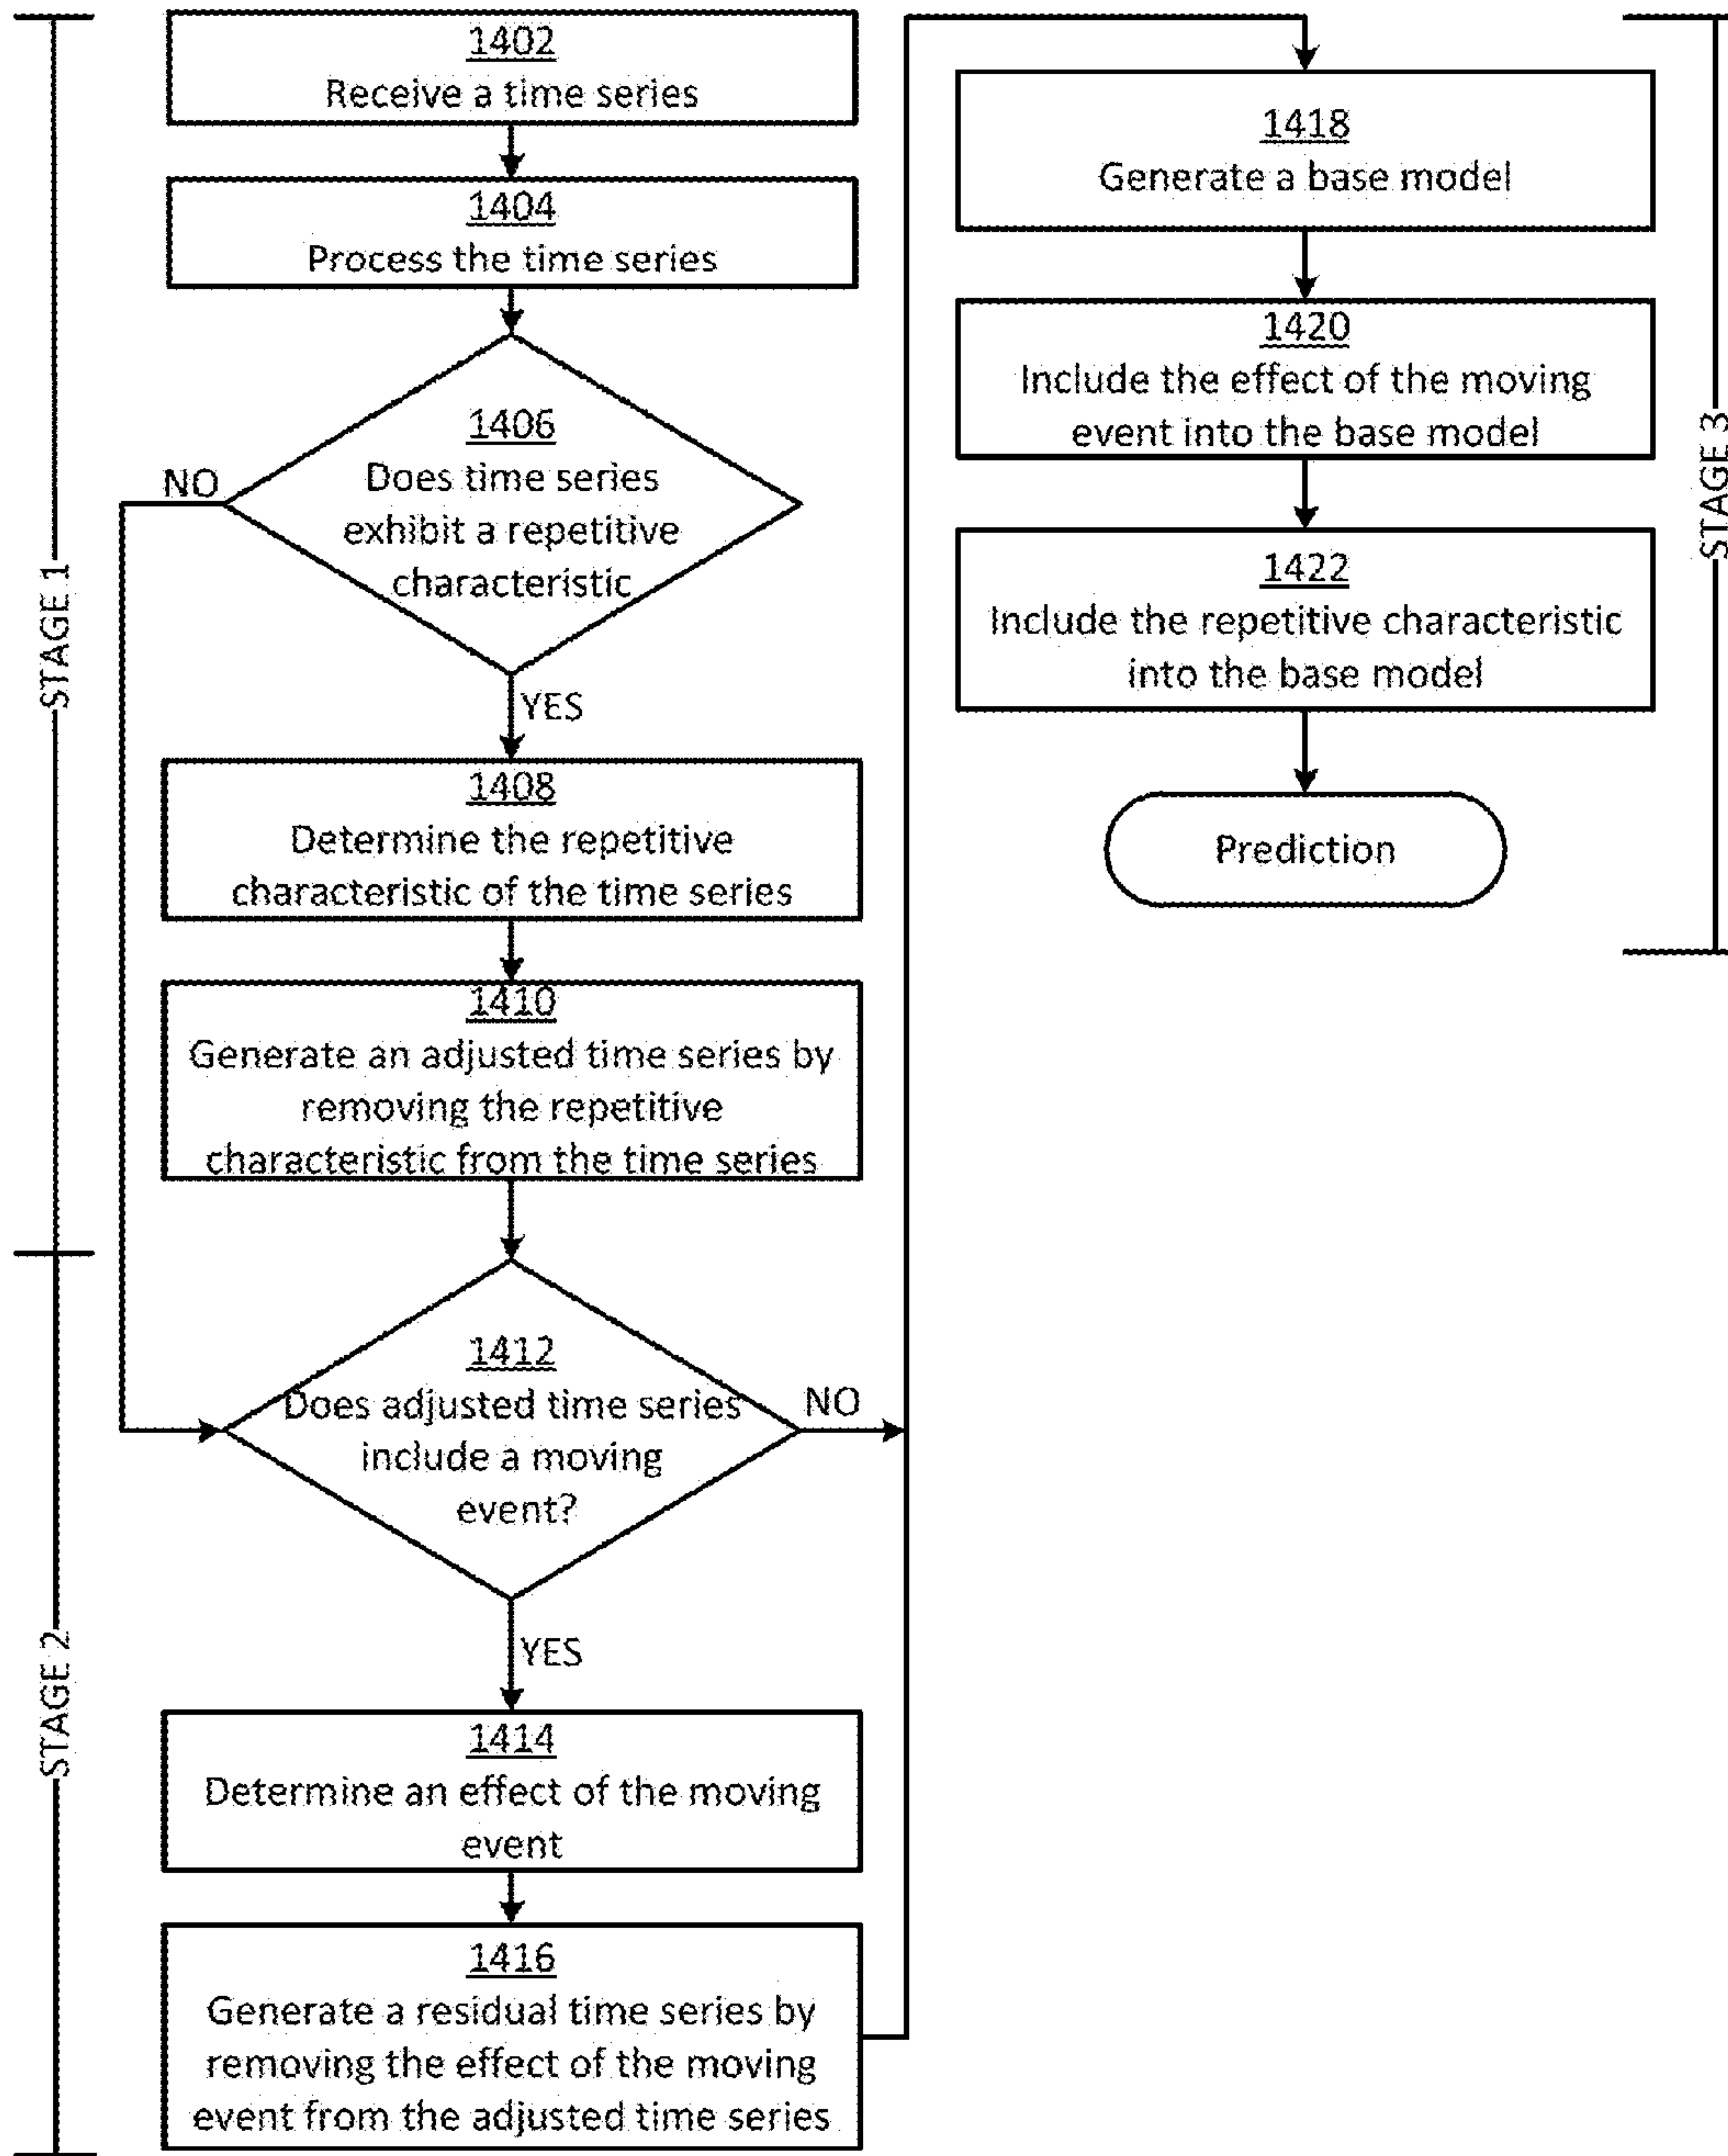 1402
Receive a time series
1404
Process the time series
1406
Does time series
exhibit a repetitive
characteristic
NO
YES
1408
Determine the repetitive
characteristic of the time series
1410
Generate an adjusted time series by
removing the repetitive
characteristic from the time series
STAGE 1
1412
Does adjusted time series
include a moving
event?
NO
YES
1414
Determine an effect of the moving
event
1416
Generate a residual time series by
removing the effect of the moving
event from the adjusted time series
STAGE 2
1418
Generate a base model
1420
Include the effect of the moving
event into the base model
1422
Include the repetitive characteristic
into the base model
Prediction
STAGE 3